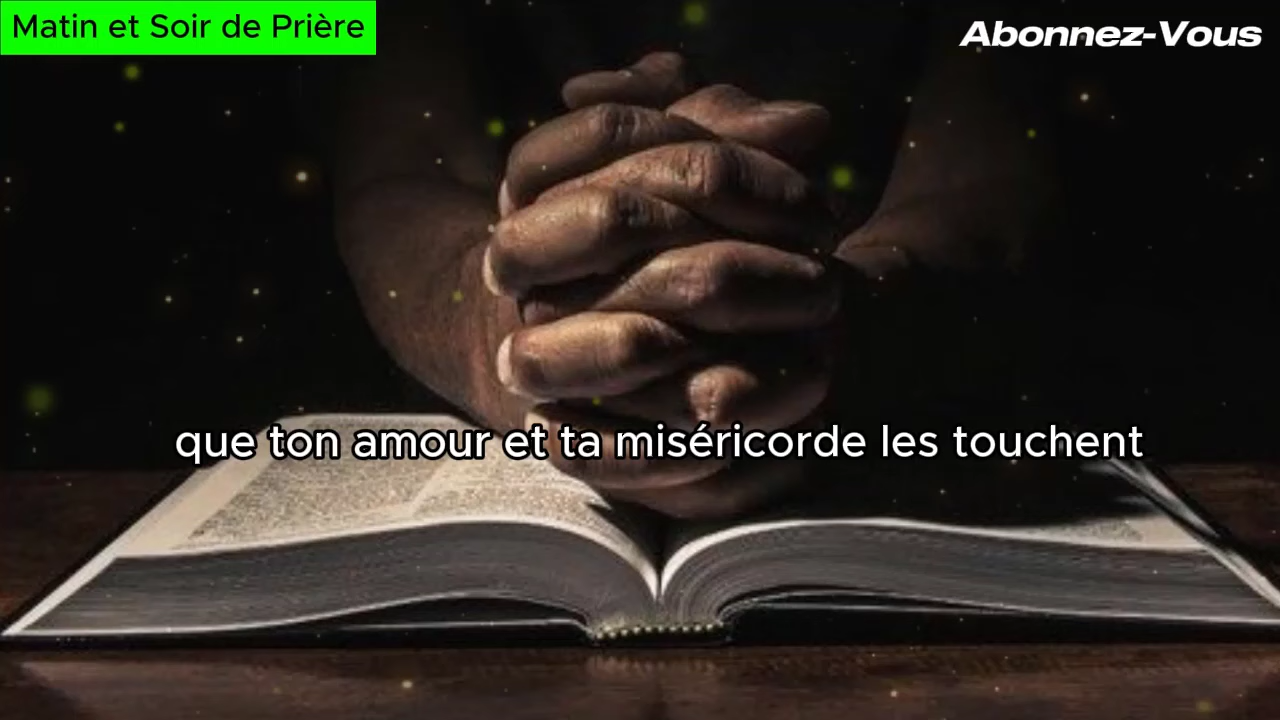 Matin et Soir de Prière
Abonnez-Vous
que ton amour et ta miséricorde les touchent